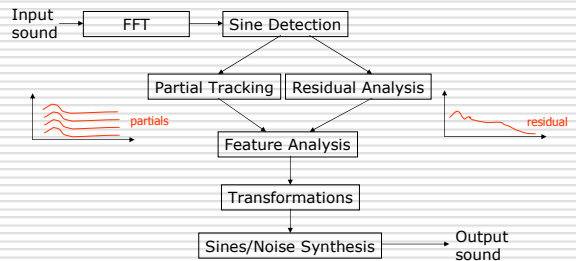 Input
sound
FFT
Sine Detection
Partial Tracking
Residual Analysis
partials
residual
Feature Analysis
Transformations
Sines/Noise Synthesis
Output
sound